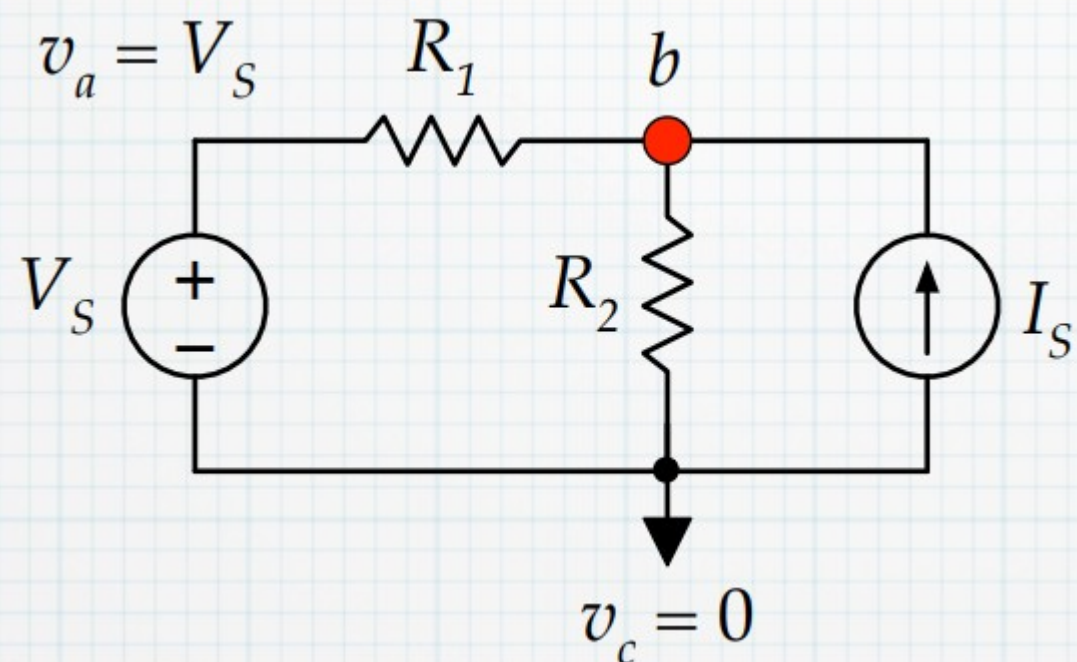 v_a = V_S
R_1
b
V_S
+
−
R_2
I_S
v_c = 0